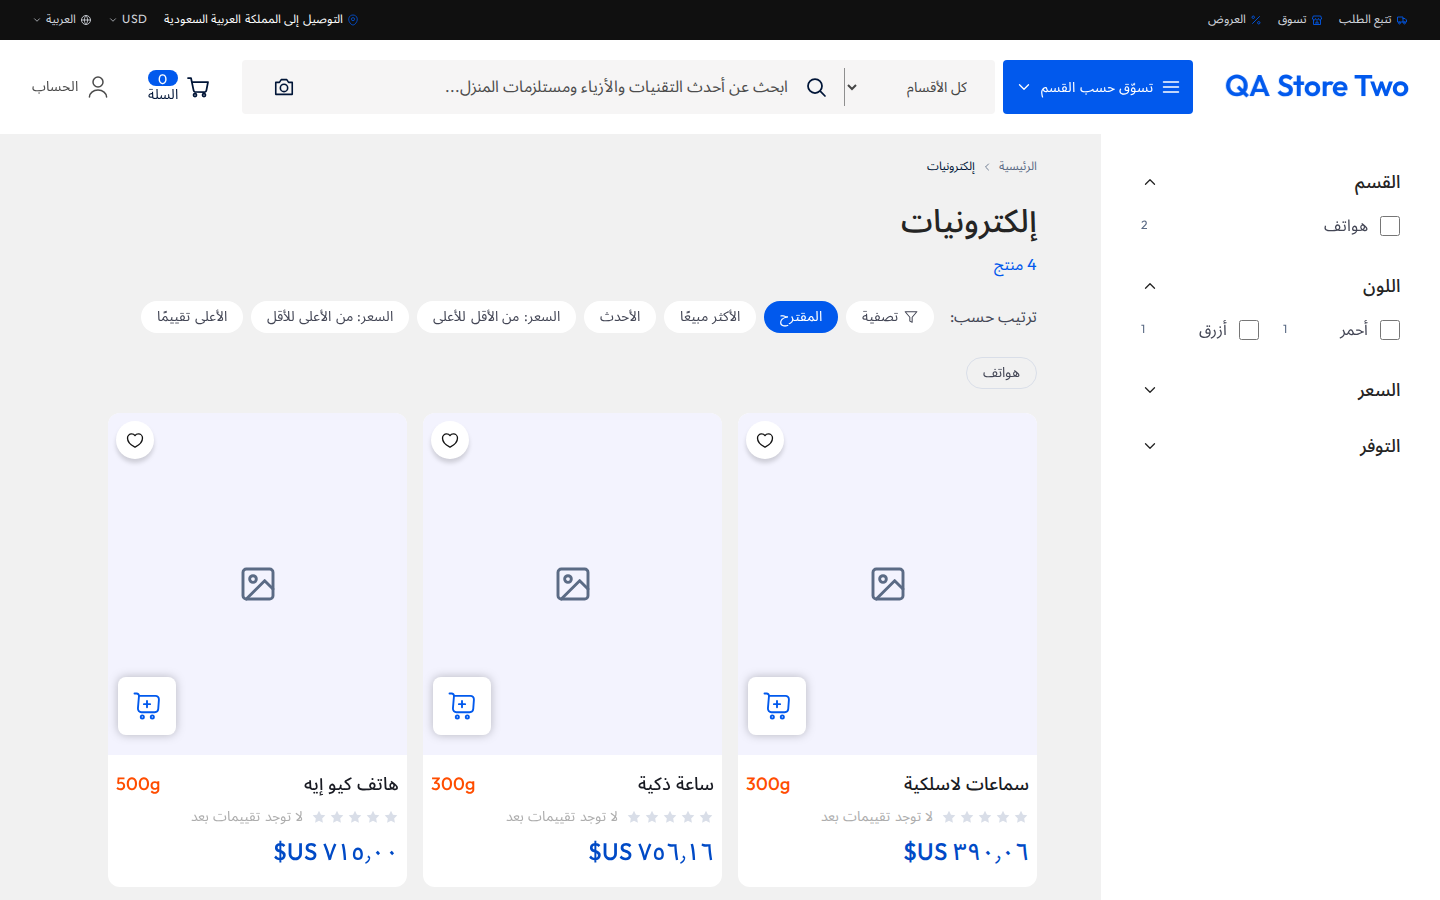 تتبع الطلب
تسوق
العروض
التوصيل إلى المملكة العربية السعودية
USD
العربية
QA Store Two
تسوّق حسب القسم
كل الأقسام
ابحث عن أحدث التقنيات والأزياء ومستلزمات المنزل...
0
السلة
الحساب
القسم
هواتف 2
اللون
أحمر 1
أزرق 1
السعر
التوفر
الرئيسية
إلكترونيات
إلكترونيات
4 منتج
ترتيب حسب:
تصفية
المقترح
الأكثر مبيعًا
الأحدث
السعر: من الأقل للأعلى
السعر: من الأعلى للأقل
الأعلى تقييمًا
هواتف
سماعات لاسلكية
300g
لا توجد تقييمات بعد
٣٩٠٫٠٦ US$
ساعة ذكية
300g
لا توجد تقييمات بعد
٧٥٦٫١٦ US$
هاتف كيو إيه
500g
لا توجد تقييمات بعد
٧١٥٫٠٠ US$